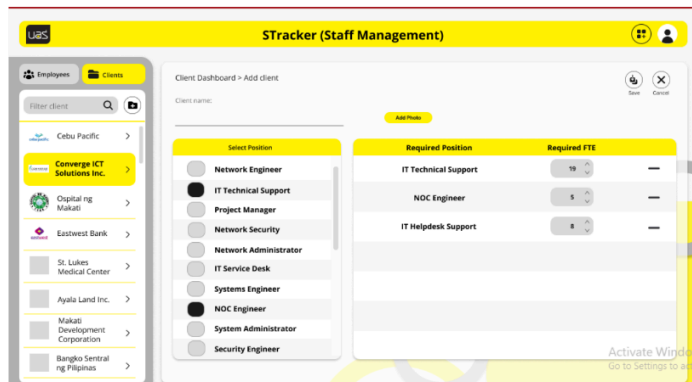 UBS
STracker (Staff Management)
Employees
Clients
Filter client
Cebu Pacific
Converge ICT
Solutions Inc.
Ospital ng
Makati
Eastwest Bank
St. Lukes
Medical Center
Ayala Land Inc.
Makati
Development
Corporation
Bangko Sentral
ng Pilipinas
Client Dashboard > Add client
Save
Cancel
Client name:
Add Photo
Select Position
Network Engineer
IT Technical Support
Project Manager
Network Security
Network Administrator
IT Service Desk
Systems Engineer
NOC Engineer
System Administrator
Security Engineer
Required Position
Required FTE
IT Technical Support
19
NOC Engineer
5
IT Helpdesk Support
8
Activate Windo
Go to Settings to ac